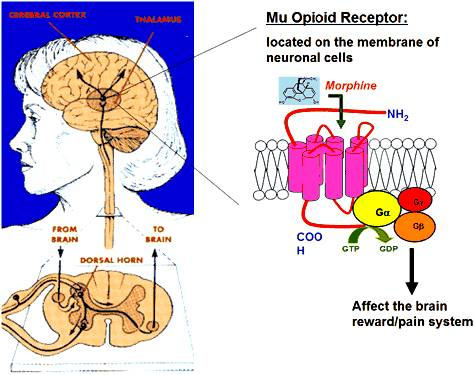 CEREBRAL CORTEX
THALAMUS
FROM
BRAIN
TO
BRAIN
DORSAL HORN
Mu Opioid Receptor:
located on the membrane of
neuronal cells
Morphine
NH2
Gα
Gγ
Gβ
COO
H
GTP
GDP
Affect the brain
reward/pain system